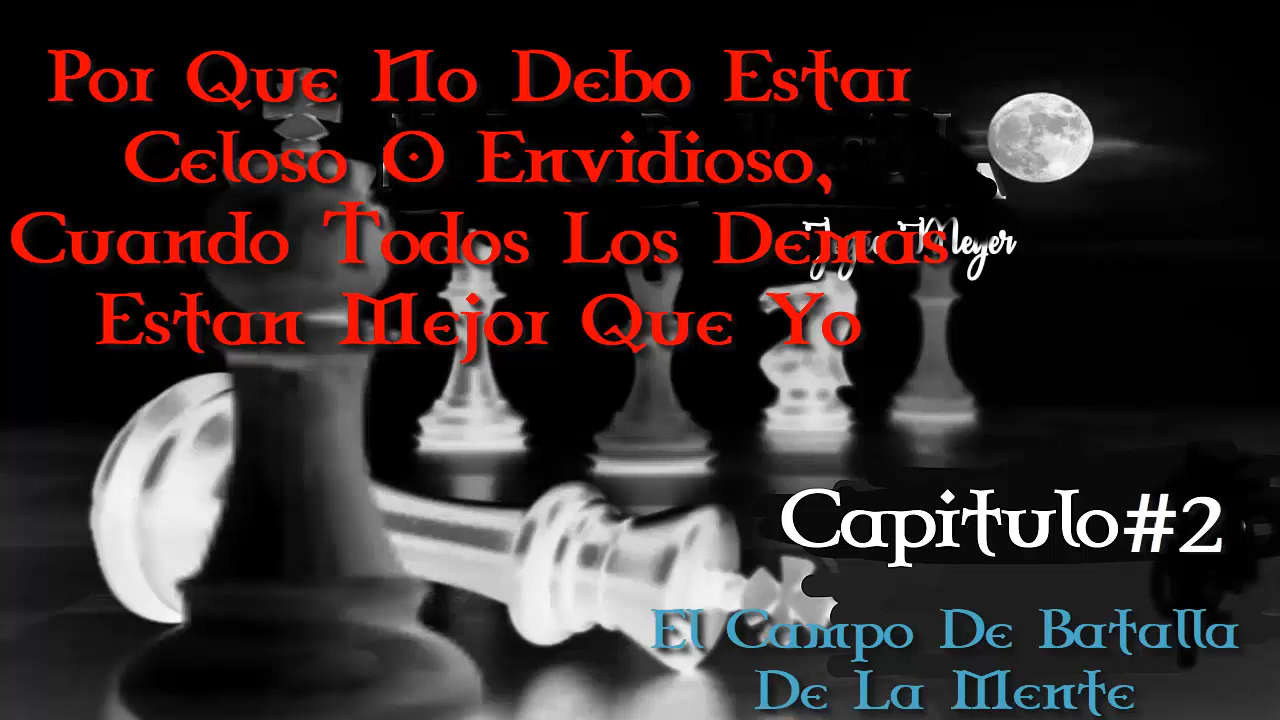 Por Que No Debo Estar
Celoso O Envidioso,
Cuando Todos Los Demas
Estan Mejor Que Yo
Meyer
Capitulo#2
El Campo De Batalla
De La Mente